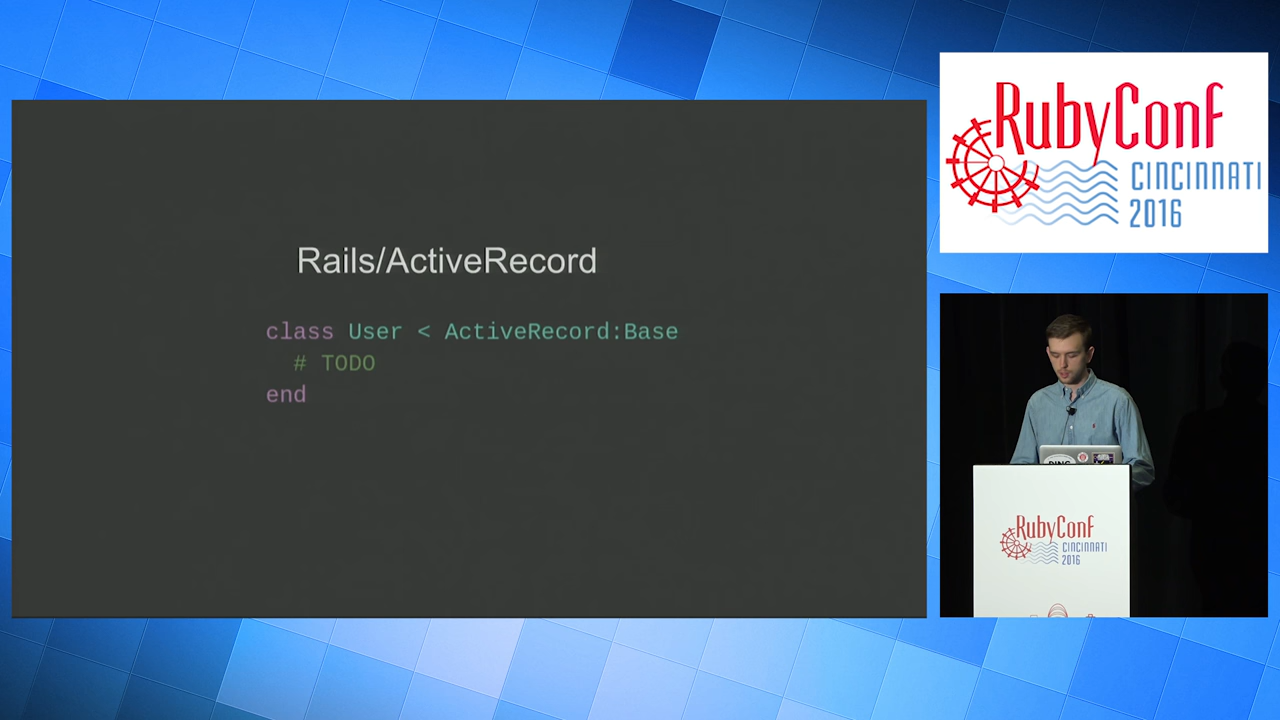 Rails/ActiveRecord
class User < ActiveRecord:Base
# TODO
end
RubyConf
CINCINNATI
2016
RubyConf
CINCINNATI
2016